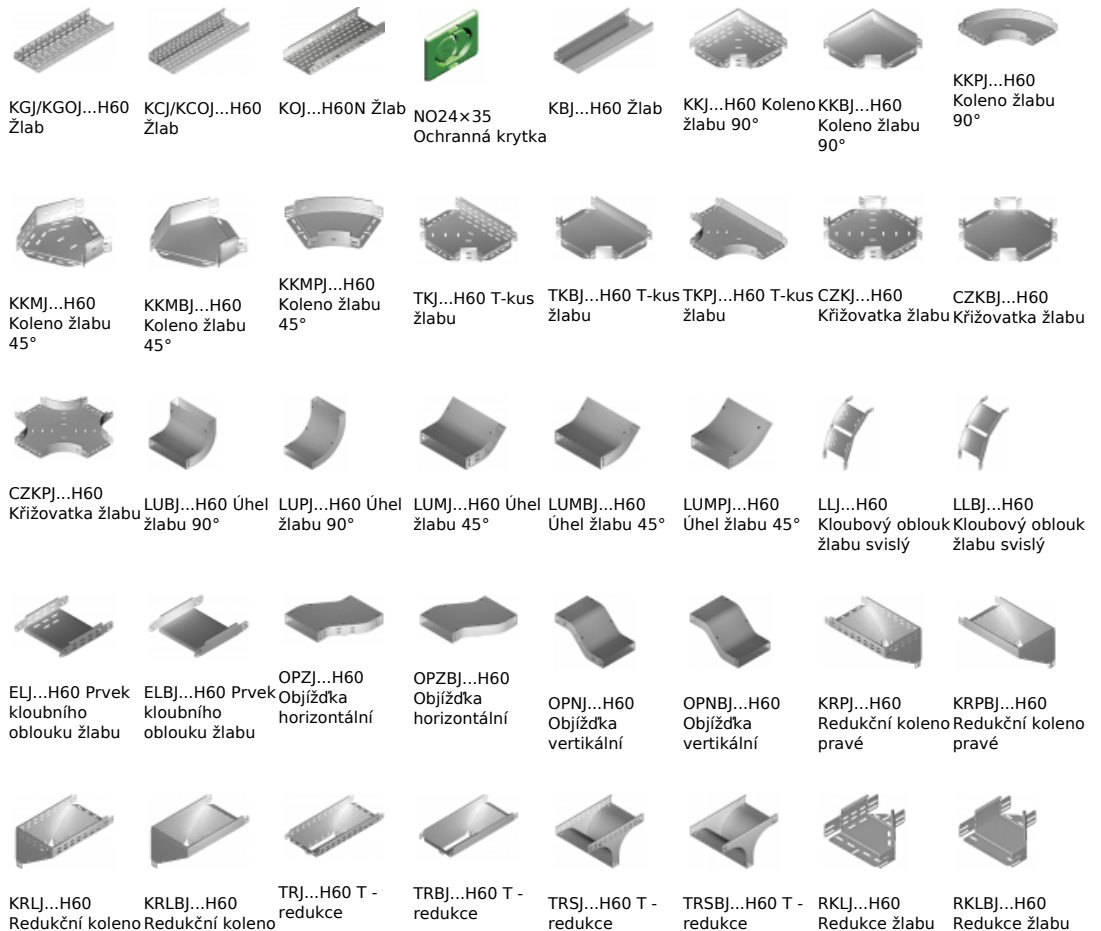 KGJ/KGOJ...H60
Žlab
KCJ/KCOJ...H60
Žlab
KOJ...H60N Žlab
NO24×35
Ochranná krytka
KBJ...H60 Žlab
KKJ...H60 Koleno
žlabu 90°
KKBJ...H60
Koleno žlabu
90°
KKPJ...H60
Koleno žlabu
90°
KKMJ...H60
Koleno žlabu
45°
KKMBJ...H60
Koleno žlabu
45°
KKMPJ...H60
Koleno žlabu
45°
TKJ...H60 T-kus
žlabu
TKBJ...H60 T-kus
žlabu
TKPJ...H60 T-kus
žlabu
CZKJ...H60
Křižovatka žlabu
CZKBJ...H60
Křižovatka žlabu
CZKPJ...H60
Křižovatka žlabu
LUBJ...H60 Úhel
žlabu 90°
LUPJ...H60 Úhel
žlabu 90°
LUMJ...H60 Úhel
žlabu 45°
LUMBJ...H60
Úhel žlabu 45°
LUMPJ...H60
Úhel žlabu 45°
LLJ...H60
Kloubový oblouk
žlabu svislý
LLBJ...H60
Kloubový oblouk
žlabu svislý
ELJ...H60 Prvek
kloubního
oblouku žlabu
ELBJ...H60 Prvek
kloubního
oblouku žlabu
OPZJ...H60
Objížďka
horizontální
OPZBJ...H60
Objížďka
horizontální
OPNJ...H60
Objížďka
vertikální
OPNBJ...H60
Objížďka
vertikální
KRPJ...H60
Redukční koleno
pravé
KRPBJ...H60
Redukční koleno
pravé
KRLJ...H60
Redukční koleno
KRLBJ...H60
Redukční koleno
TRJ...H60 T -
redukce
TRBJ...H60 T -
redukce
TRSJ...H60 T -
redukce
TRSBJ...H60 T -
redukce
RKLJ...H60
Redukce žlabu
RKLBJ...H60
Redukce žlabu